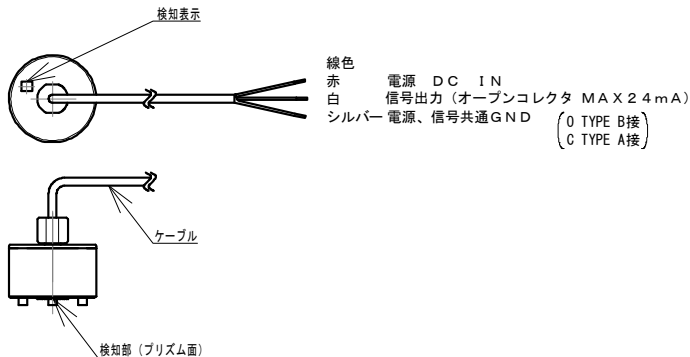 検知表示
線色
赤 電源 ＤＣ ＩＮ
白 信号出力（オープンコレクタ ＭＡＸ２４ｍＡ）
シルバー 電源、信号共通ＧＮＤ
(O TYPE B接
C TYPE A接)
ケーブル
検知部（プリズム面）